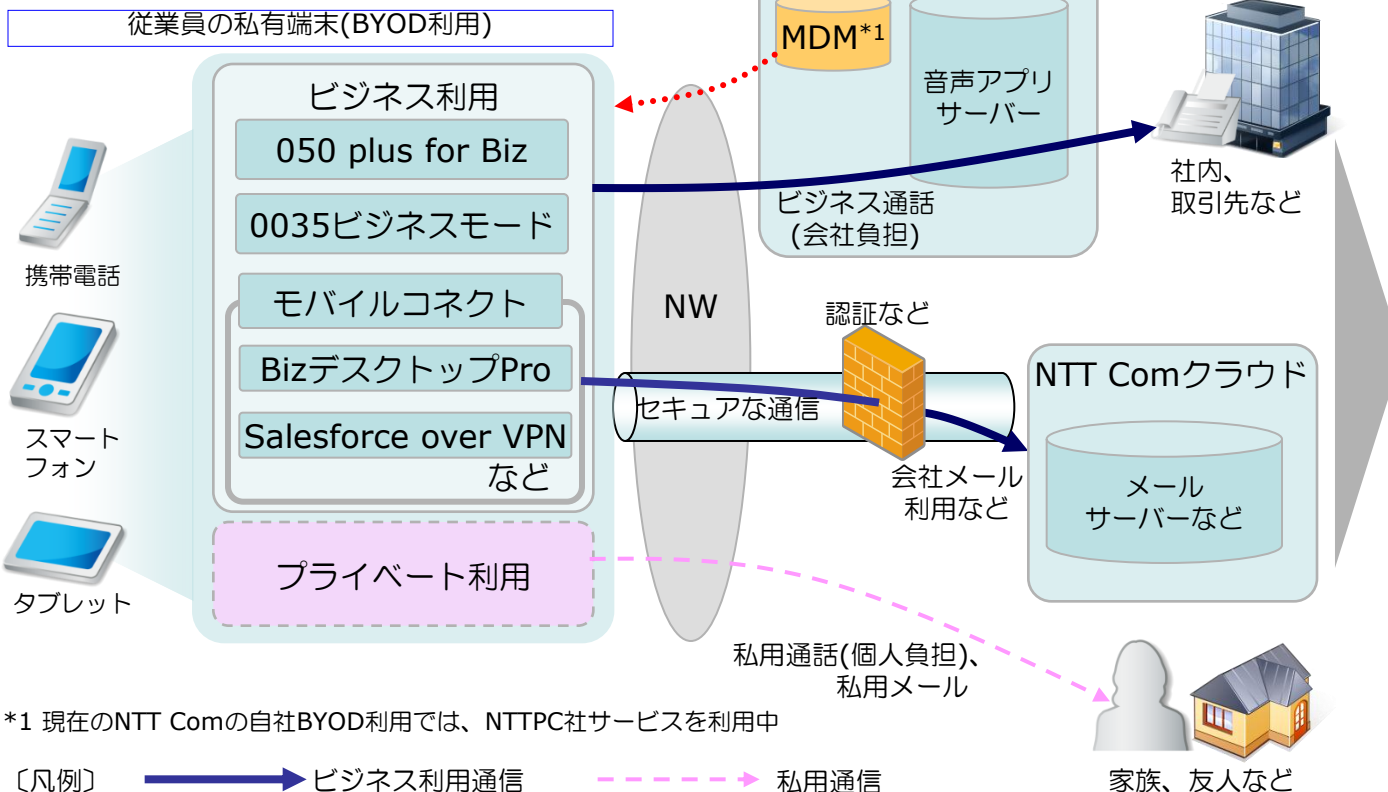 従業員の私有端末(BYOD利用)
MDM*1
音声アプリ
サーバー
ビジネス利用
050 plus for Biz
0035ビジネスモード
モバイルコネクト
BizデスクトップPro
Salesforce over VPN
など
プライベート利用
携帯電話
スマート
フォン
タブレット
NW
ビジネス通話
(会社負担)
社内、
取引先など
認証など
セキュアな通信
会社メール
利用など
NTT Comクラウド
メール
サーバーなど
私用通話(個人負担)、
私用メール
*1 現在のNTT Comの自社BYOD利用では、NTTPC社サービスを利用中
〔凡例〕 ビジネス利用通信 私用通信
家族、友人など